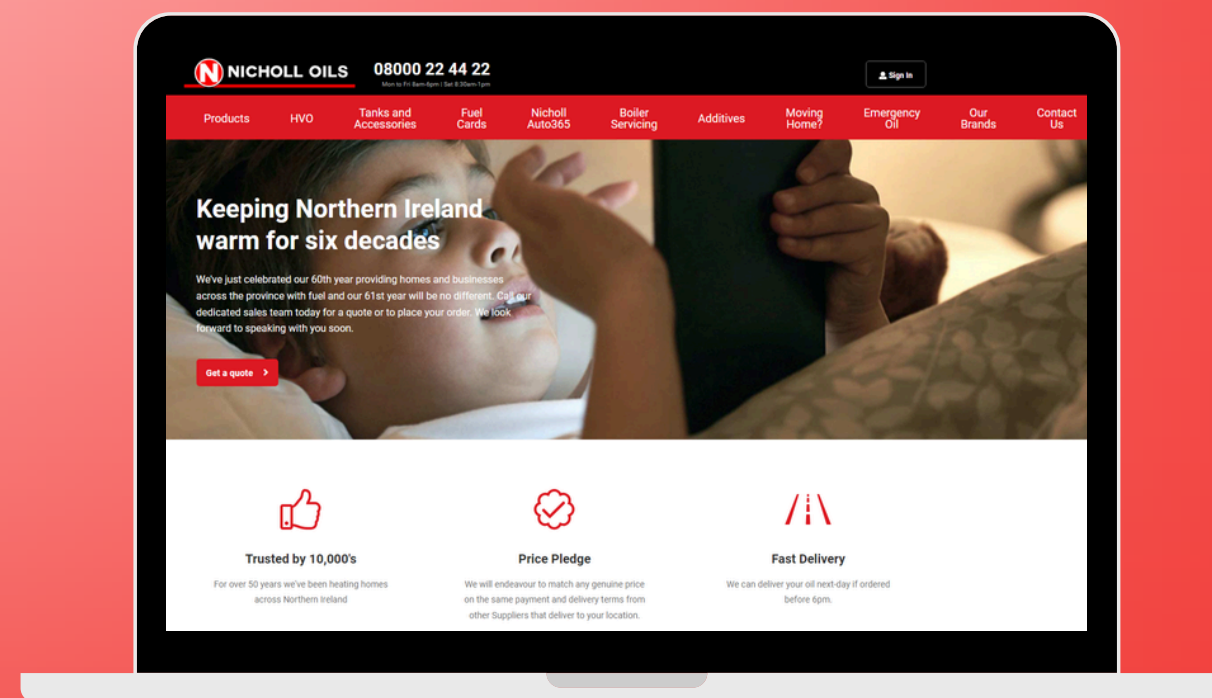 N NICHOLL OILS
08000 22 44 22
Mon to Fri 8am-6pm | Sat 8:30am-1pm
Sign In
Products
HVO
Tanks and
Accessories
Fuel
Cards
Nicholl
Auto365
Boiler
Servicing
Additives
Moving
Home?
Emergency
Oil
Our
Brands
Contact
Us
Keeping Northern Ireland
warm for six decades
We've just celebrated our 60th year providing homes and businesses
across the province with fuel and our 61st year will be no different. Call our
dedicated sales team today for a quote or to place your order. We look
forward to speaking with you soon.
Get a quote
Trusted by 10,000's
For over 50 years we've been heating homes
across Northern Ireland
Price Pledge
We will endeavour to match any genuine price
on the same payment and delivery terms from
other Suppliers that deliver to your location.
Fast Delivery
We can deliver your oil next-day if ordered
before 6pm.